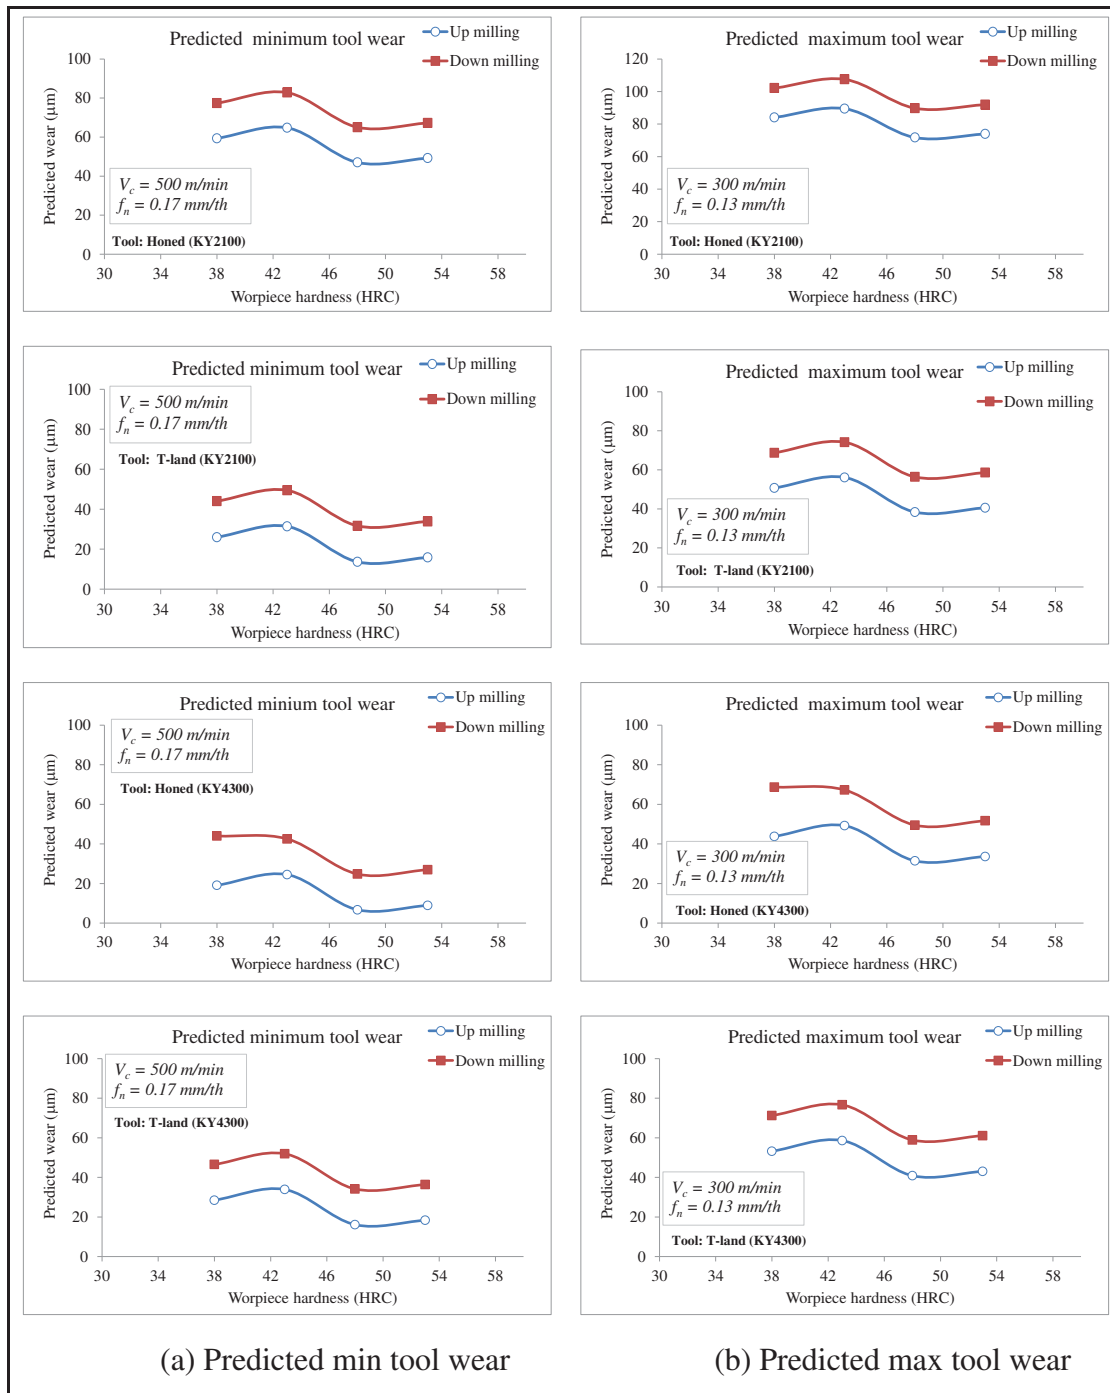 Predicted minimum tool wear
Up milling
Down milling
Predicted wear (μm)
100
80
60
40
20
0
V_c = 500 m/min
f_n = 0.17 mm/th
Tool: Honed (KY2100)
30 34 38 42 46 50 54 58
Worpiece hardness (HRC)
Predicted maximum tool wear
Up milling
Down milling
Predicted wear (μm)
120
100
80
60
40
20
0
V_c = 300 m/min
f_n = 0.13 mm/th
Tool: Honed (KY2100)
30 34 38 42 46 50 54 58
Worpiece hardness (HRC)
Predicted minimum tool wear
Up milling
Down milling
Predicted wear (μm)
100
80
60
40
20
0
V_c = 500 m/min
f_n = 0.17 mm/th
Tool: T-land (KY2100)
30 34 38 42 46 50 54 58
Worpiece hardness (HRC)
Predicted maximum tool wear
Up milling
Down milling
Predicted wear (μm)
100
80
60
40
20
0
V_c = 300 m/min
f_n = 0.13 mm/th
Tool: T-land (KY2100)
30 34 38 42 46 50 54 58
Worpiece hardness (HRC)
Predicted minium tool wear
Up milling
Down milling
Predicted wear (μm)
100
80
60
40
20
0
V_c = 500 m/min
f_n = 0.17 mm/th
Tool: Honed (KY4300)
30 34 38 42 46 50 54 58
Worpiece hardness (HRC)
Predicted maximum tool wear
Up milling
Down milling
Predicted wear (μm)
100
80
60
40
20
0
V_c = 300 m/min
f_n = 0.13 mm/th
Tool: Honed (KY4300)
30 34 38 42 46 50 54 58
Worpiece hardness (HRC)
Predicted minimum tool wear
Up milling
Down milling
Predicted wear (μm)
100
80
60
40
20
0
V_c = 500 m/min
f_n = 0.17 mm/th
Tool: T-land (KY4300)
30 34 38 42 46 50 54 58
Worpiece hardness (HRC)
Predicted maximum tool wear
Up milling
Down milling
Predicted wear (μm)
100
80
60
40
20
0
V_c = 300 m/min
f_n = 0.13 mm/th
Tool: T-land (KY4300)
30 34 38 42 46 50 54 58
Worpiece hardness (HRC)
(a) Predicted min tool wear
(b) Predicted max tool wear